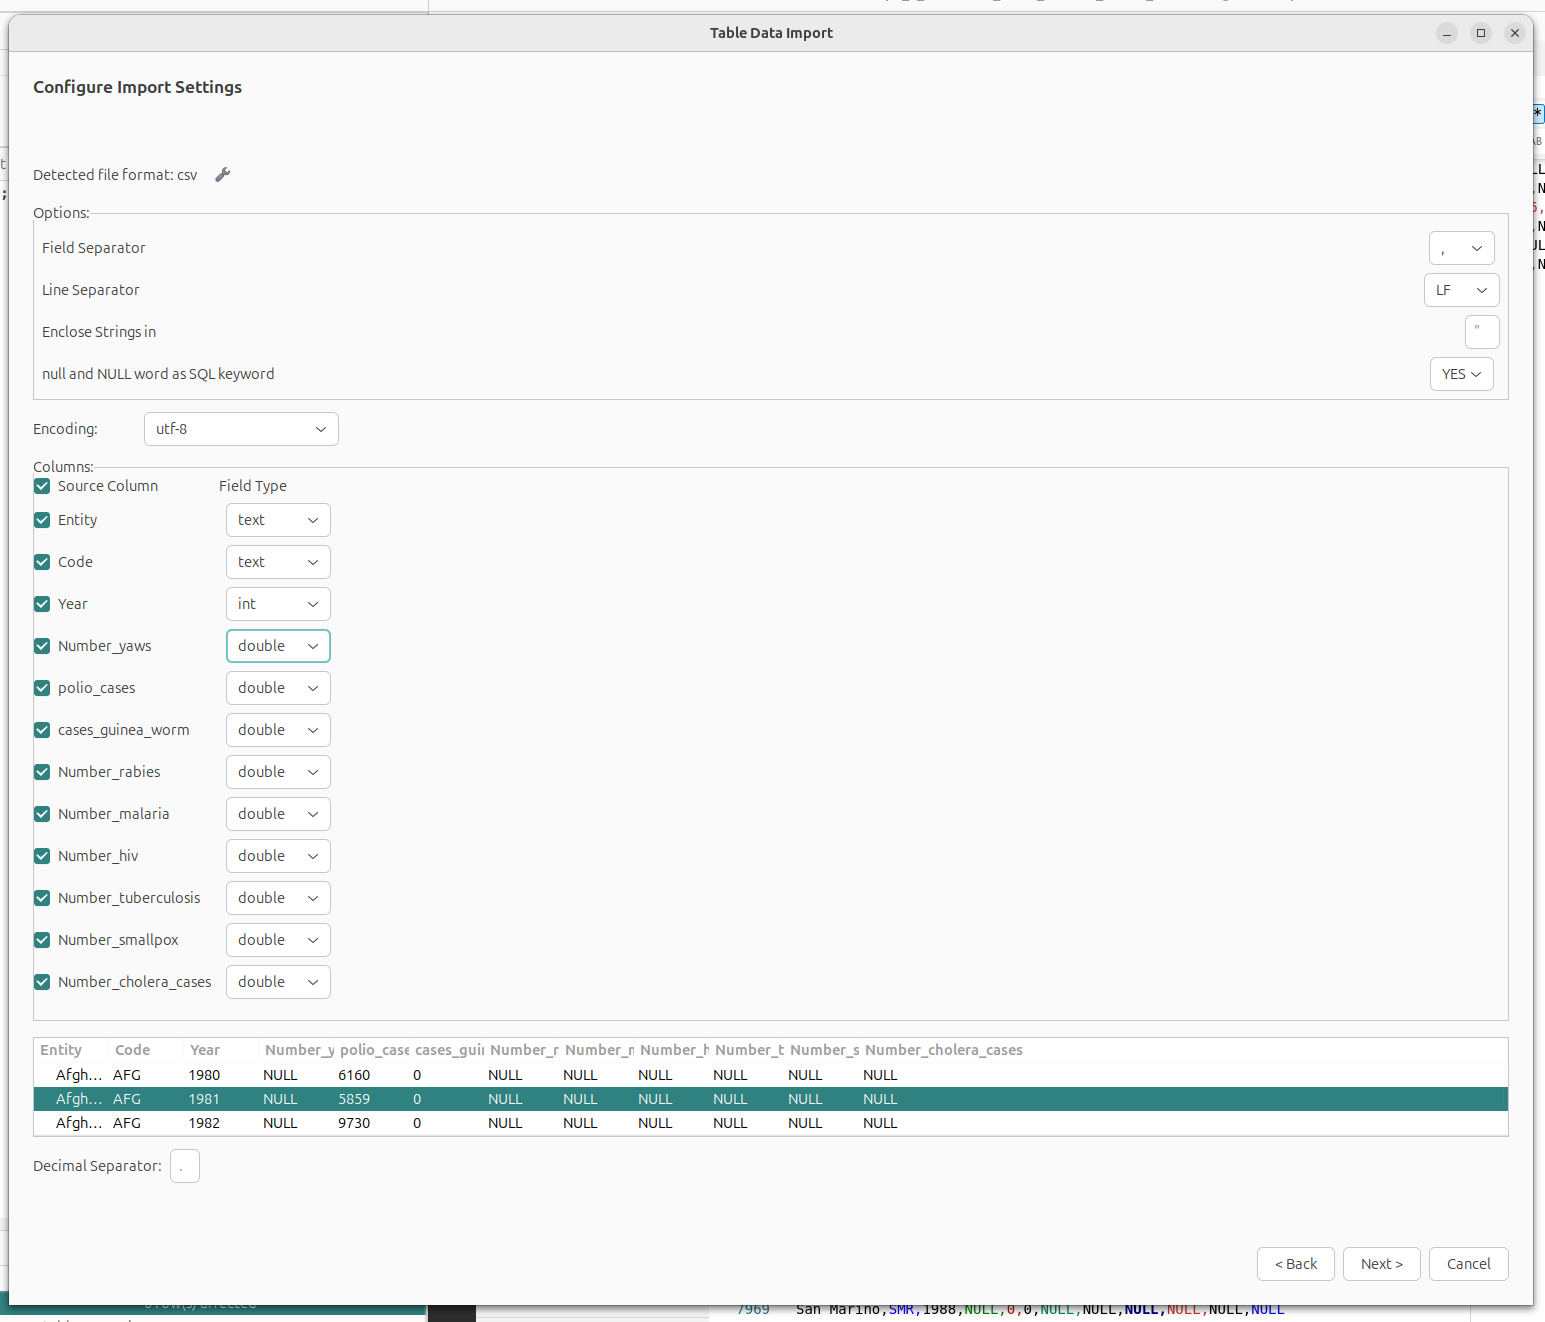 Table Data Import
Configure Import Settings
Detected file format: csv
Options:
Field Separator ,
Line Separator LF
Enclose Strings in "
null and NULL word as SQL keyword YES
Encoding: utf-8
Columns:
Source Column Field Type
Entity text
Code text
Year int
Number_yaws double
polio_cases double
cases_guinea_worm double
Number_rabies double
Number_malaria double
Number_hiv double
Number_tuberculosis double
Number_smallpox double
Number_cholera_cases double
Entity Code Year Number_y polio_case cases_gui Number_r Number_m Number_h Number_t Number_s Number_cholera_cases
Afgh... AFG 1980 NULL 6160 0 NULL NULL NULL NULL NULL NULL
Afgh... AFG 1981 NULL 5859 0 NULL NULL NULL NULL NULL NULL
Afgh... AFG 1982 NULL 9730 0 NULL NULL NULL NULL NULL NULL
Decimal Separator: .
< Back Next > Cancel
7969 San Marino,SMR,1988,NULL,0,0,NULL,NULL,NULL,NULL,NULL,NULL